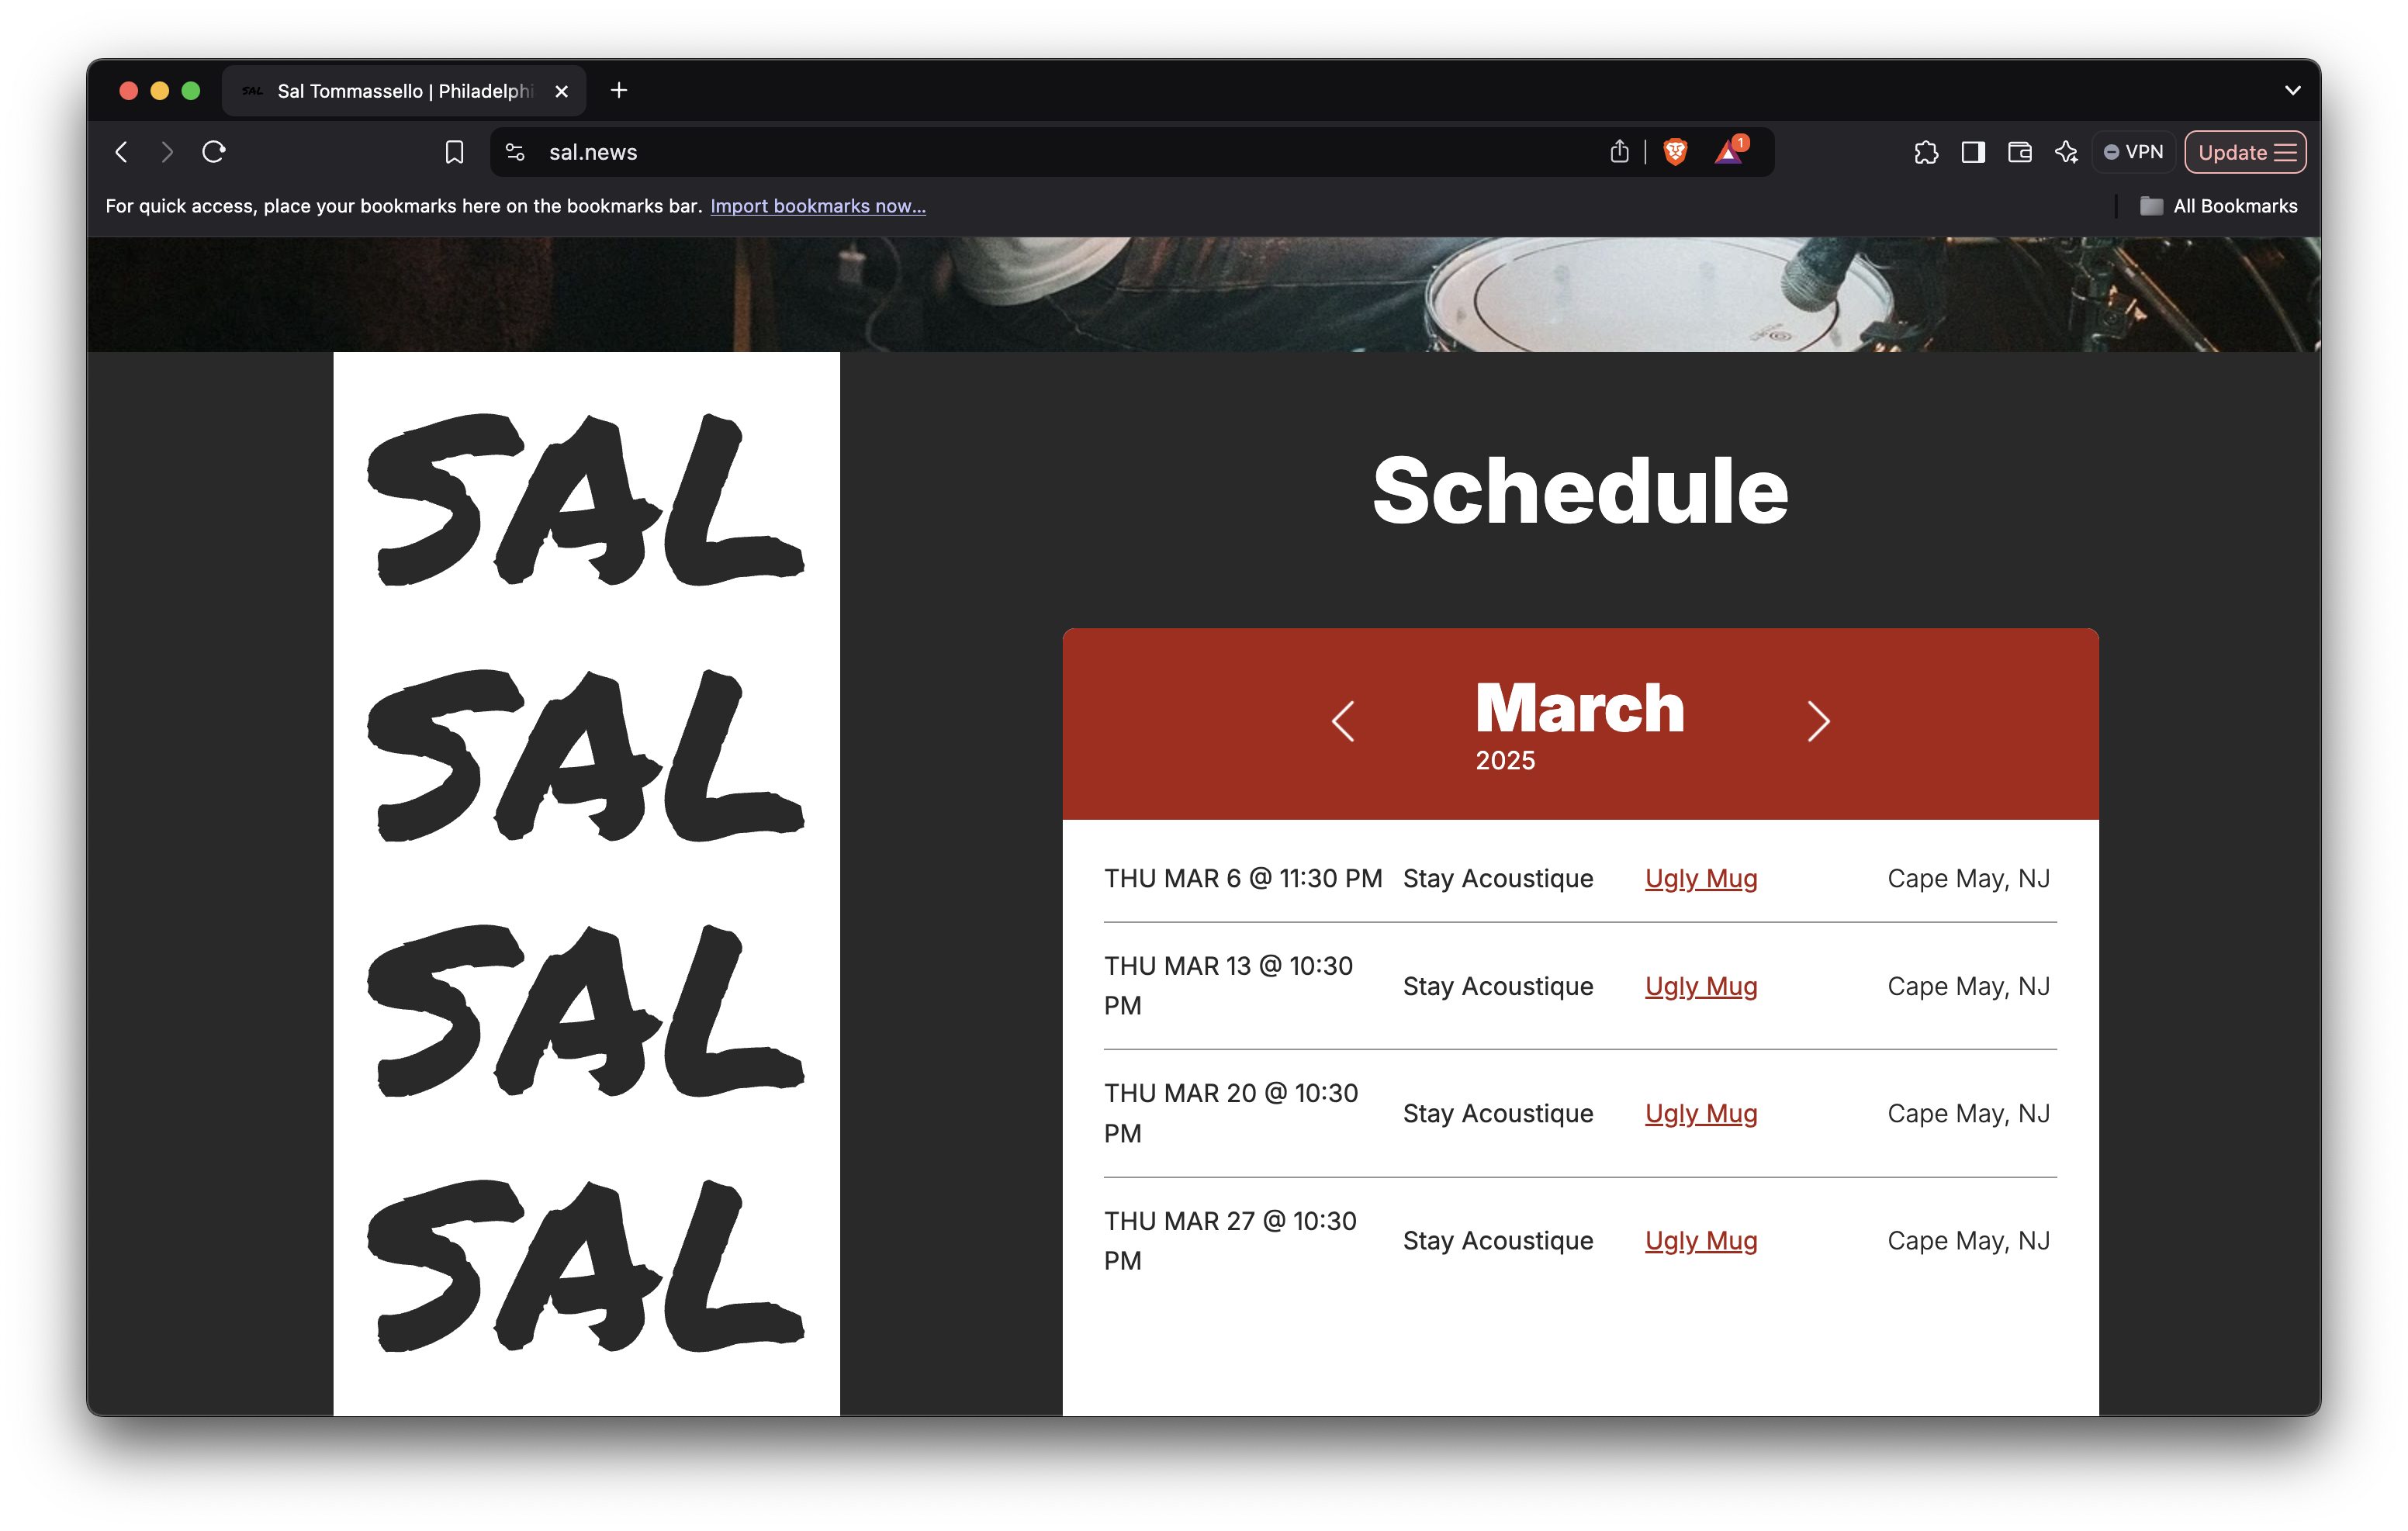 SAL
Sal Tommassello | Philadelphi
sal.news
1
VPN
Update
For quick access, place your bookmarks here on the bookmarks bar. Import bookmarks now...
All Bookmarks
SAL
SAL
SAL
SAL
Schedule
March
2025
THU MAR 6 @ 11:30 PM Stay Acoustique Ugly Mug Cape May, NJ
THU MAR 13 @ 10:30
PM
Stay Acoustique Ugly Mug Cape May, NJ
THU MAR 20 @ 10:30
PM
Stay Acoustique Ugly Mug Cape May, NJ
THU MAR 27 @ 10:30
PM
Stay Acoustique Ugly Mug Cape May, NJ